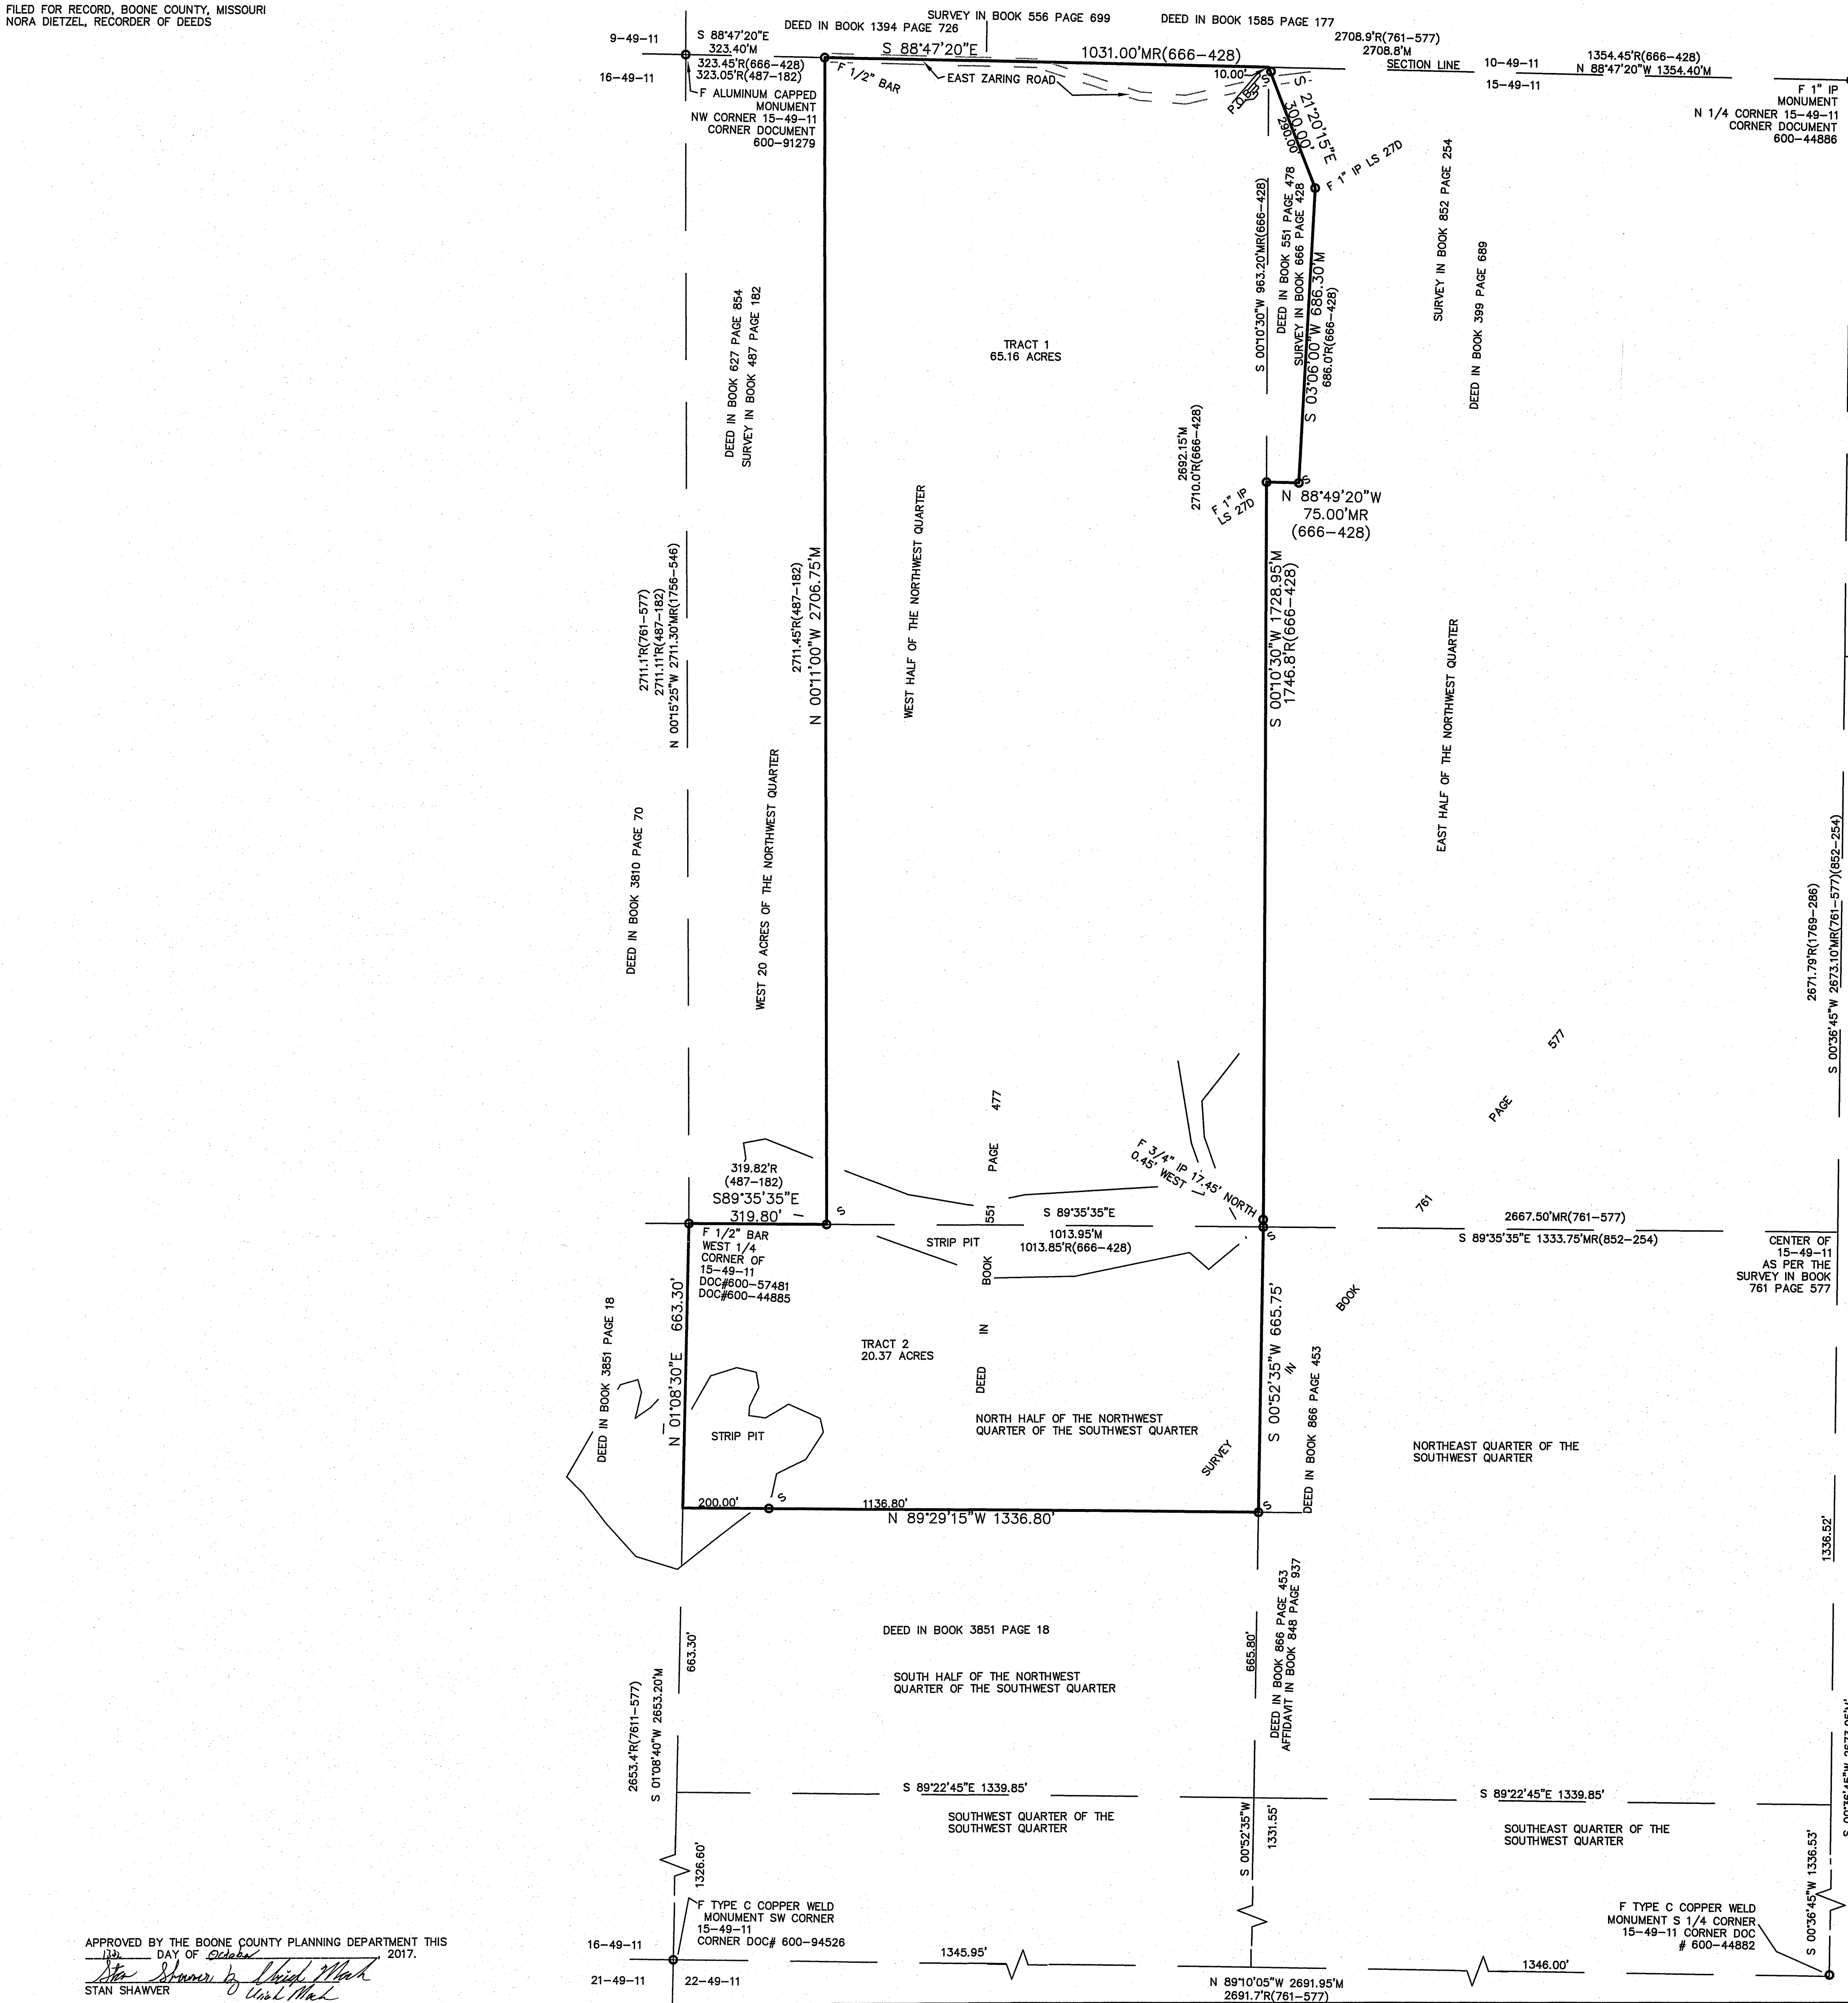 FILED FOR RECORD, BOONE COUNTY, MISSOURI
NORA DIETZEL, RECORDER OF DEEDS
SURVEY IN BOOK 556 PAGE 699
DEED IN BOOK 1585 PAGE 177
DEED IN BOOK 1394 PAGE 726
9-49-11
S 88°47'20"E
323.40'M
323.45'R(666-428)
323.05'R(487-182)
16-49-11
S 88°47'20"E
1031.00'MR(666-428)
2708.9'R(761-577)
2708.8'M
SECTION LINE
10-49-11
15-49-11
1354.45'R(666-428)
N 88°47'20"W 1354.40'M
F ALUMINUM CAPPED
MONUMENT
NW CORNER 15-49-11
CORNER DOCUMENT
600-91279
F 1/2" BAR
EAST ZARING ROAD
10.00'
S
P.O.B.
S 21°20'15"E
300.00'
290.00'
F 1" IP LS 27D
F 1" IP
MONUMENT
N 1/4 CORNER 15-49-11
CORNER DOCUMENT
600-44886
S 00°10'30"W 963.20'MR(666-428)
DEED IN BOOK 551 PAGE 478
SURVEY IN BOOK 666 PAGE 428
S 03°06'00"W 686.30'M
686.0'R(666-428)
SURVEY IN BOOK 852 PAGE 254
DEED IN BOOK 399 PAGE 689
DEED IN BOOK 627 PAGE 854
SURVEY IN BOOK 487 PAGE 182
TRACT 1
65.16 ACRES
2692.15'M
2710.0'R(666-428)
F 1" IP
LS 27D
S
N 88°49'20"W
75.00'MR
(666-428)
2711.1'R(761-577)
2711.11'R(487-182)
N 00°15'25"W 2711.30'MR(1756-546)
2711.45'R(487-182)
N 00°11'00"W 2706.75'M
WEST HALF OF THE NORTHWEST QUARTER
S 00°10'30"W 1728.95'M
1746.8'R(666-428)
EAST HALF OF THE NORTHWEST QUARTER
DEED IN BOOK 3810 PAGE 70
WEST 20 ACRES OF THE NORTHWEST QUARTER
2671.79'R(1769-286)
S 00°36'45"W 2673.10'MR(761-577)(852-254)
DEED IN BOOK 551 PAGE 477
SURVEY IN BOOK 761 PAGE 577
319.82'R
(487-182)
S89°35'35"E
319.80'
S
F 3/4" IP 17.45' NORTH
0.45' WEST
S 89°35'35"E
1013.95'M
1013.85'R(666-428)
S
STRIP PIT
2667.50'MR(761-577)
S 89°35'35"E 1333.75'MR(852-254)
CENTER OF
15-49-11
AS PER THE
SURVEY IN BOOK
761 PAGE 577
F 1/2" BAR
WEST 1/4
CORNER OF
15-49-11
DOC#600-57481
DOC#600-44885
DEED IN BOOK 3851 PAGE 18
N 01°08'30"E 663.30'
TRACT 2
20.37 ACRES
S 00°52'35"W 665.75'
DEED IN BOOK 866 PAGE 453
STRIP PIT
NORTH HALF OF THE NORTHWEST
QUARTER OF THE SOUTHWEST QUARTER
NORTHEAST QUARTER OF THE
SOUTHWEST QUARTER
200.00'
S
1136.80'
S
N 89°29'15"W 1336.80'
1336.52'
DEED IN BOOK 866 PAGE 453
AFFIDAVIT IN BOOK 848 PAGE 937
DEED IN BOOK 3851 PAGE 18
663.30'
665.80'
SOUTH HALF OF THE NORTHWEST
QUARTER OF THE SOUTHWEST QUARTER
2653.4'R(7611-577)
S 01°08'40"W 2653.20'M
S 89°22'45"E 1339.85'
S 89°22'45"E 1339.85'
SOUTHWEST QUARTER OF THE
SOUTHWEST QUARTER
SOUTHEAST QUARTER OF THE
SOUTHWEST QUARTER
1326.60'
S 00°52'35"W
1331.55'
S 00°36'45"W 1336.53'
F TYPE C COPPER WELD
MONUMENT SW CORNER
15-49-11
CORNER DOC# 600-94526
F TYPE C COPPER WELD
MONUMENT S 1/4 CORNER
15-49-11 CORNER DOC
# 600-44882
16-49-11
21-49-11
22-49-11
1345.95'
1346.00'
N 89°10'05"W 2691.95'M
2691.7'R(761-577)
APPROVED BY THE BOONE COUNTY PLANNING DEPARTMENT THIS
13th DAY OF October, 2017.
Stan Shawver by Uriah Mach
STAN SHAWVER
Uriah Mach